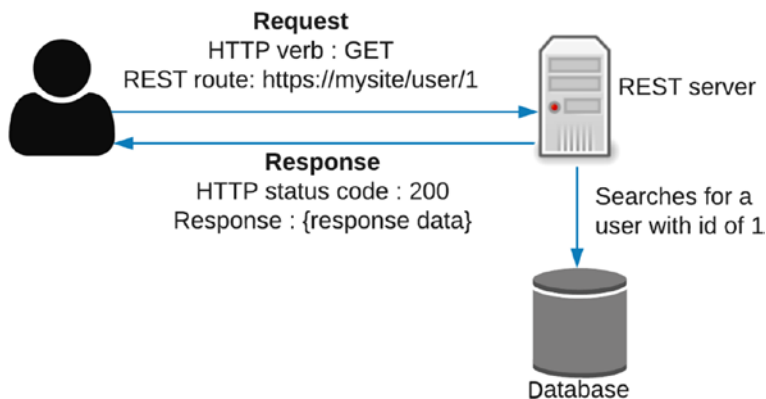 Request
HTTP verb : GET
REST route: https://mysite/user/1
REST server
Response
HTTP status code : 200
Response : {response data}
Searches for a
user with id of 1
Database